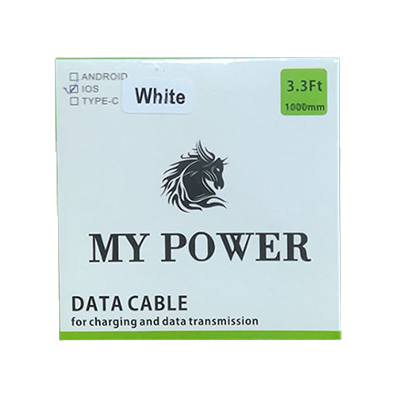 ANDROID
IOS
TYPE-C
White
3.3Ft
1000mm
MY POWER
DATA CABLE
for charging and data transmission